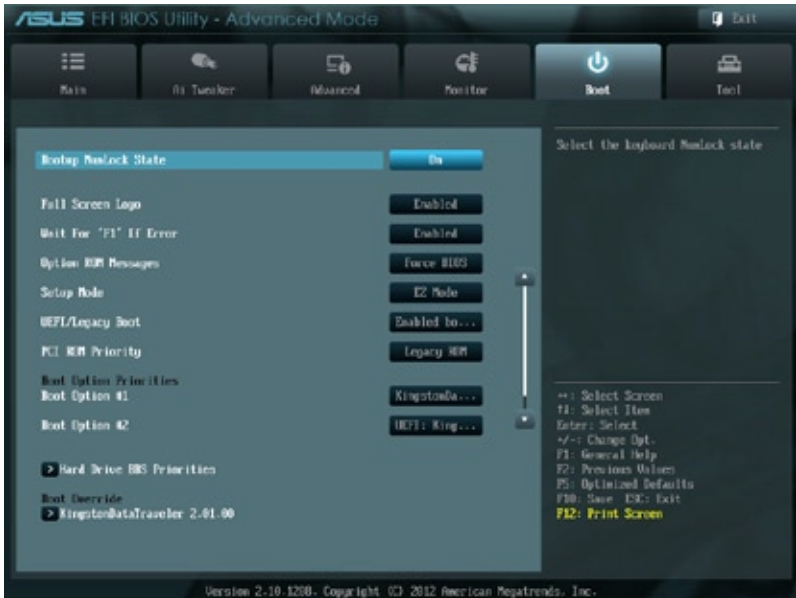 ASUS EFI BIOS Utility - Advanced Mode
Exit
Main
Ai Tweaker
Advanced
Monitor
Boot
Tool
Bootup NumLock State On
Select the keyboard NumLock state
Full Screen Logo Enabled
Wait For 'F1' If Error Enabled
Option ROM Messages Force BIOS
Setup Mode EZ Mode
UEFI/Legacy Boot Enabled bo...
PCI ROM Priority Legacy ROM
Boot Option Priorities
Boot Option #1 KingstonDa...
Boot Option #2 UEFI: King...
> Hard Drive BBS Priorities
Boot Override
> KingstonDataTraveler 2.01.00
→←: Select Screen
↑↓: Select Item
Enter: Select
+/-: Change Opt.
F1: General Help
F2: Previous Values
F5: Optimized Defaults
F10: Save ESC: Exit
F12: Print Screen
Version 2.10.1208. Copyright (C) 2012 American Megatrends, Inc.